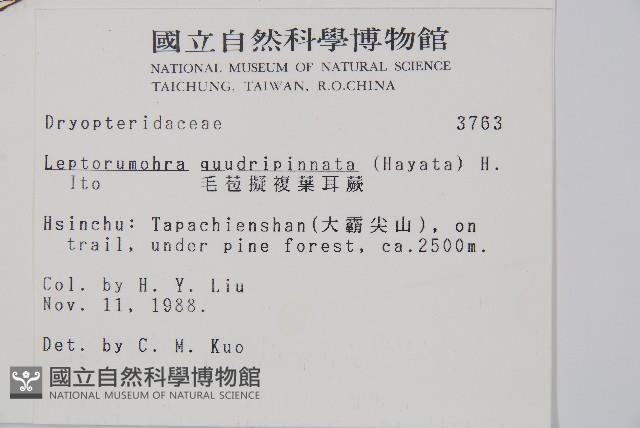 國立自然科學博物館
NATIONAL MUSEUM OF NATURAL SCIENCE
TAICHUNG, TAIWAN, R.O.CHINA
Dryopteridaceae 3763
Leptorumohra quudripinnata (Hayata) H.
Ito 毛苞擬複葉耳蕨
Hsinchu: Tapachienshan(大霸尖山), on
trail, under pine forest, ca.2500m.
Col. by H. Y. Liu
Nov. 11, 1988.
Det. by C. M. Kuo
國立自然科學博物館
NATIONAL MUSEUM OF NATURAL SCIENCE